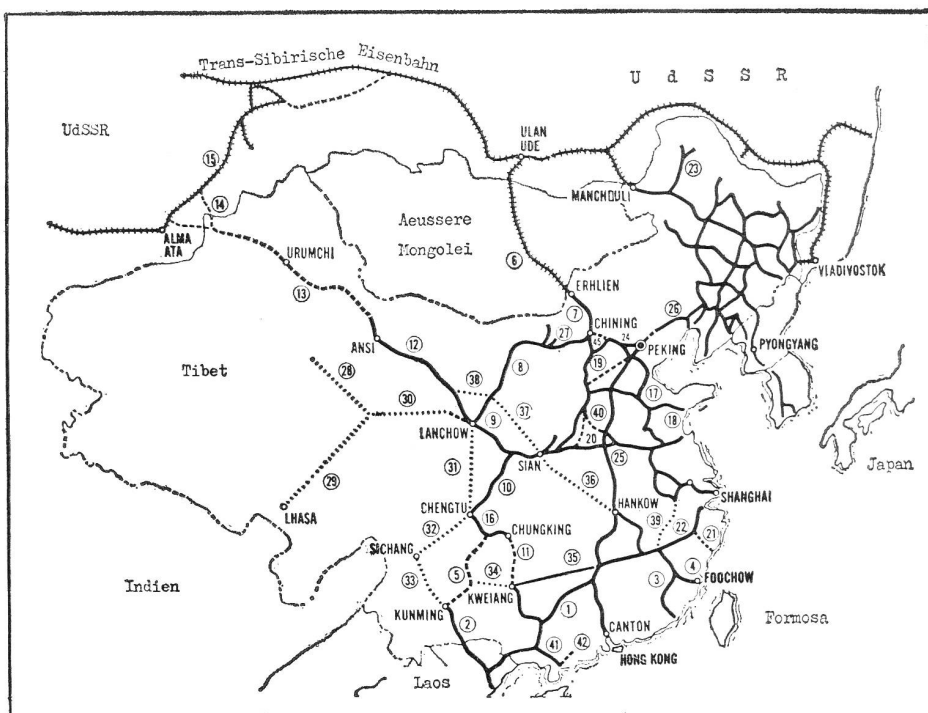 Trans-Sibirische Eisenbahn
U d S S R
UdSSR
ULAN UDE
15
23
MANCHOULI
14
Aeussere
Mongolei
ALMA ATA
URUMCHI
6
VLADIVOSTOK
13
ERHLIEN
7
26
27
CHINING
ANSI
12
45
24
PEKING
PYONGYANG
8
19
Tibet
28
38
17
30
37
40
18
9
LANCHOW
20
Japan
SIAN
25
31
29
10
36
SHANGHAI
LHASA
CHENGTU
HANKOW
16
39
22
32
CHUNGKING
21
SICHANG
11
35
5
34
4
Indien
33
KWEIANG
3
FOOCHOW
KUNMING
1
2
CANTON
Formosa
41
42
HONG KONG
Laos